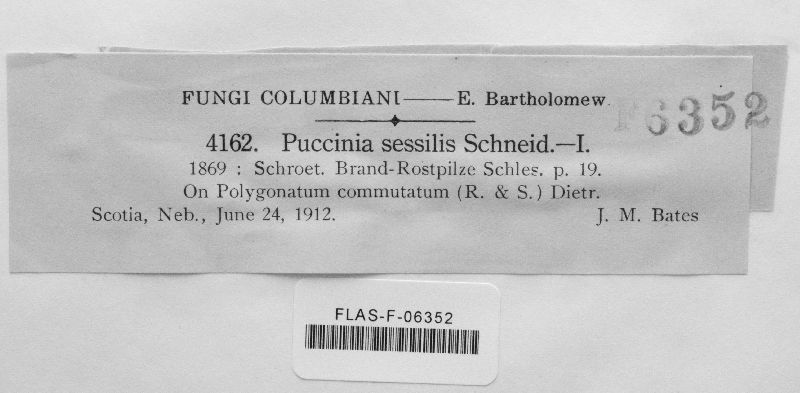 FUNGI COLUMBIANI—E. Bartholomew.
F6352
4162. Puccinia sessilis Schneid.—I.
1869 : Schroet. Brand-Rostpilze Schles. p. 19.
On Polygonatum commutatum (R. & S.) Dietr.
Scotia, Neb., June 24, 1912. J. M. Bates
FLAS-F-06352